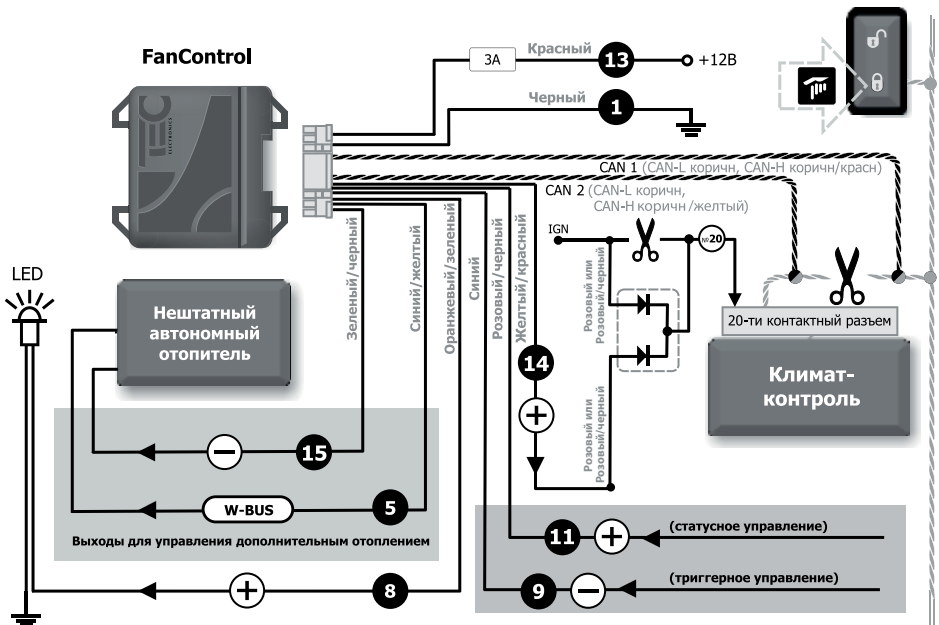 FanControl
Красный
3А
13
+12В
Черный
1
CAN 1 (CAN-L коричн, CAN-H коричн/красн)
CAN 2 (CAN-L коричн,
CAN-H коричн /желтый)
IGN
№20
20-ти контактный разъем
Климат-
контроль
LED
Нештатный
автономный
отопитель
Зеленый/черный
Синий/желтый
Оранжевый/зеленый
Синий
Розовый/черный
Желтый/красный
Розовый или
Розовый/черный
Розовый или
Розовый/черный
14
+
15
−
5
W-BUS
Выходы для управления дополнительным отоплением
8
+
11
+
(статусное управление)
9
−
(триггерное управление)
ELECTRONICS